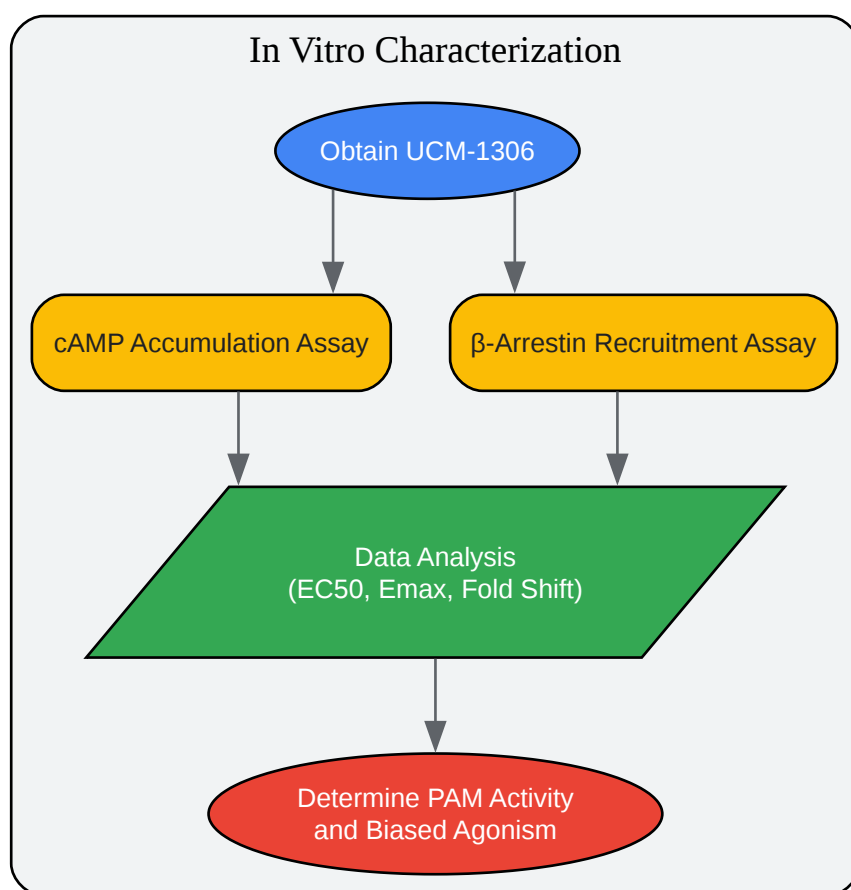 In Vitro Characterization
Obtain UCM-1306
cAMP Accumulation Assay
β-Arrestin Recruitment Assay
Data Analysis
(EC50, Emax, Fold Shift)
Determine PAM Activity
and Biased Agonism